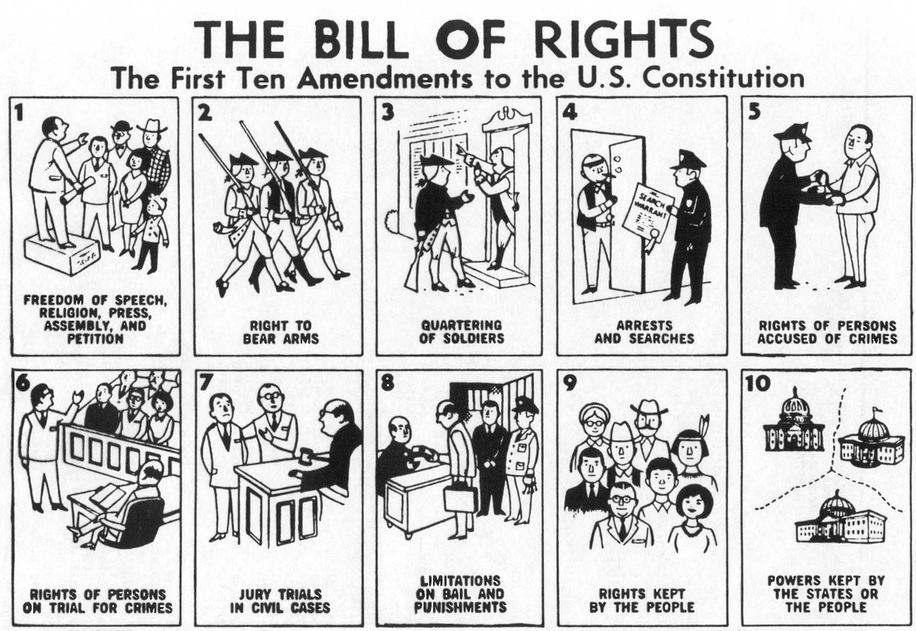 THE BILL OF RIGHTS
The First Ten Amendments to the U.S. Constitution
1
FREEDOM OF SPEECH,
RELIGION, PRESS,
ASSEMBLY, AND
PETITION
2
RIGHT TO
BEAR ARMS
3
QUARTERING
OF SOLDIERS
4
SEARCH
WARRANT
ARRESTS
AND SEARCHES
5
RIGHTS OF PERSONS
ACCUSED OF CRIMES
6
RIGHTS OF PERSONS
ON TRIAL FOR CRIMES
7
JURY TRIALS
IN CIVIL CASES
8
LIMITATIONS
ON BAIL AND
PUNISHMENTS
9
RIGHTS KEPT
BY THE PEOPLE
10
POWERS KEPT BY
THE STATES OR
THE PEOPLE